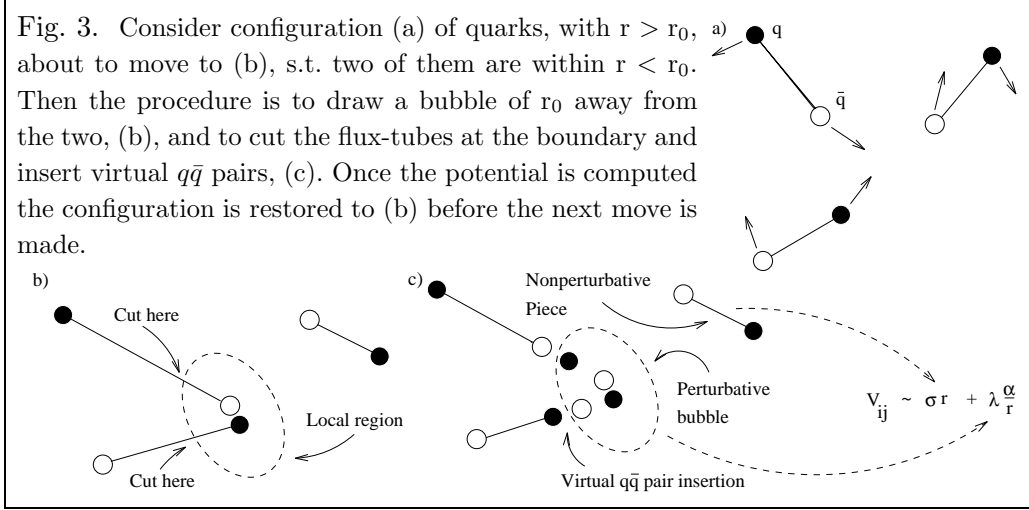 Fig. 3. Consider configuration (a) of quarks, with r > r₀,
about to move to (b), s.t. two of them are within r < r₀.
Then the procedure is to draw a bubble of r₀ away from
the two, (b), and to cut the flux-tubes at the boundary and
insert virtual qq̄ pairs, (c). Once the potential is computed
the configuration is restored to (b) before the next move is
made.
a)
q
q̄
b)
Cut here
Local region
Cut here
c)
Nonperturbative
Piece
Perturbative
bubble
Virtual qq̄ pair insertion
V_ij ~ σ r + λ α/r